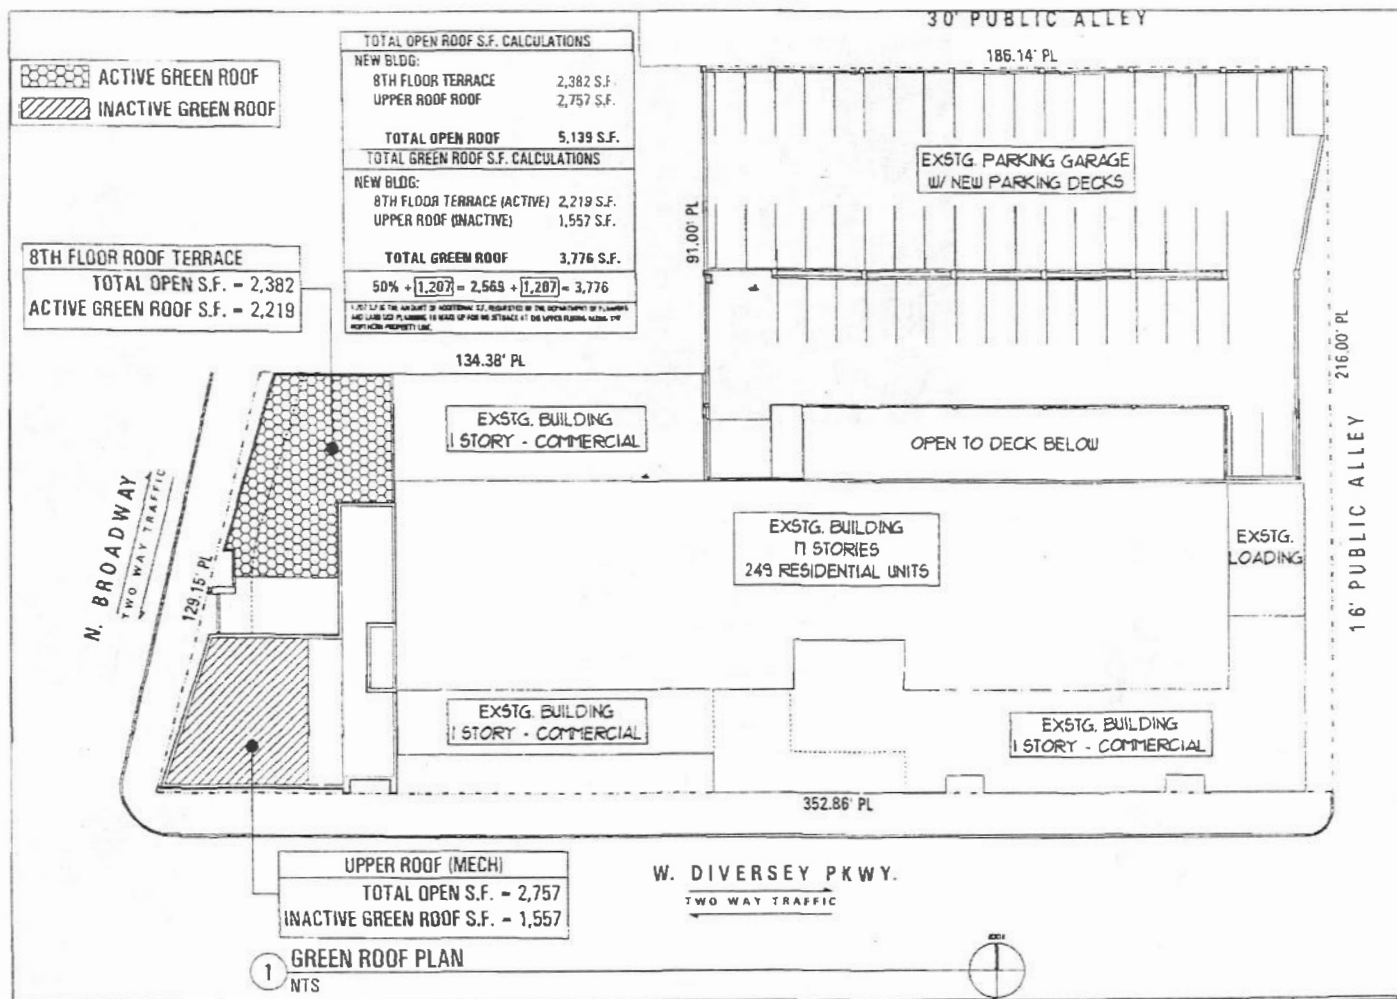 30' PUBLIC ALLEY
186.14' PL
ACTIVE GREEN ROOF
INACTIVE GREEN ROOF
TOTAL OPEN ROOF S.F. CALCULATIONS
NEW BLDG:
8TH FLOOR TERRACE 2,382 S.F.
UPPER ROOF ROOF 2,757 S.F.
TOTAL OPEN ROOF 5,139 S.F.
TOTAL GREEN ROOF S.F. CALCULATIONS
NEW BLDG:
8TH FLOOR TERRACE (ACTIVE) 2,219 S.F.
UPPER ROOF (INACTIVE) 1,557 S.F.
TOTAL GREEN ROOF 3,776 S.F.
50% + 1,207 = 2,569 + 1,207 = 3,776
EXSTG. PARKING GARAGE
W/ NEW PARKING DECKS
91.00' PL
216.00' PL
16' PUBLIC ALLEY
8TH FLOOR ROOF TERRACE
TOTAL OPEN S.F. = 2,382
ACTIVE GREEN ROOF S.F. = 2,219
134.38' PL
EXSTG. BUILDING
1 STORY - COMMERCIAL
OPEN TO DECK BELOW
N. BROADWAY
TWO WAY TRAFFIC
129.15' PL
EXSTG. BUILDING
17 STORIES
249 RESIDENTIAL UNITS
EXSTG.
LOADING
EXSTG. BUILDING
1 STORY - COMMERCIAL
EXSTG. BUILDING
1 STORY - COMMERCIAL
352.86' PL
UPPER ROOF (MECH)
TOTAL OPEN S.F. = 2,757
INACTIVE GREEN ROOF S.F. = 1,557
W. DIVERSEY PKWY.
TWO WAY TRAFFIC
1 GREEN ROOF PLAN
NTS